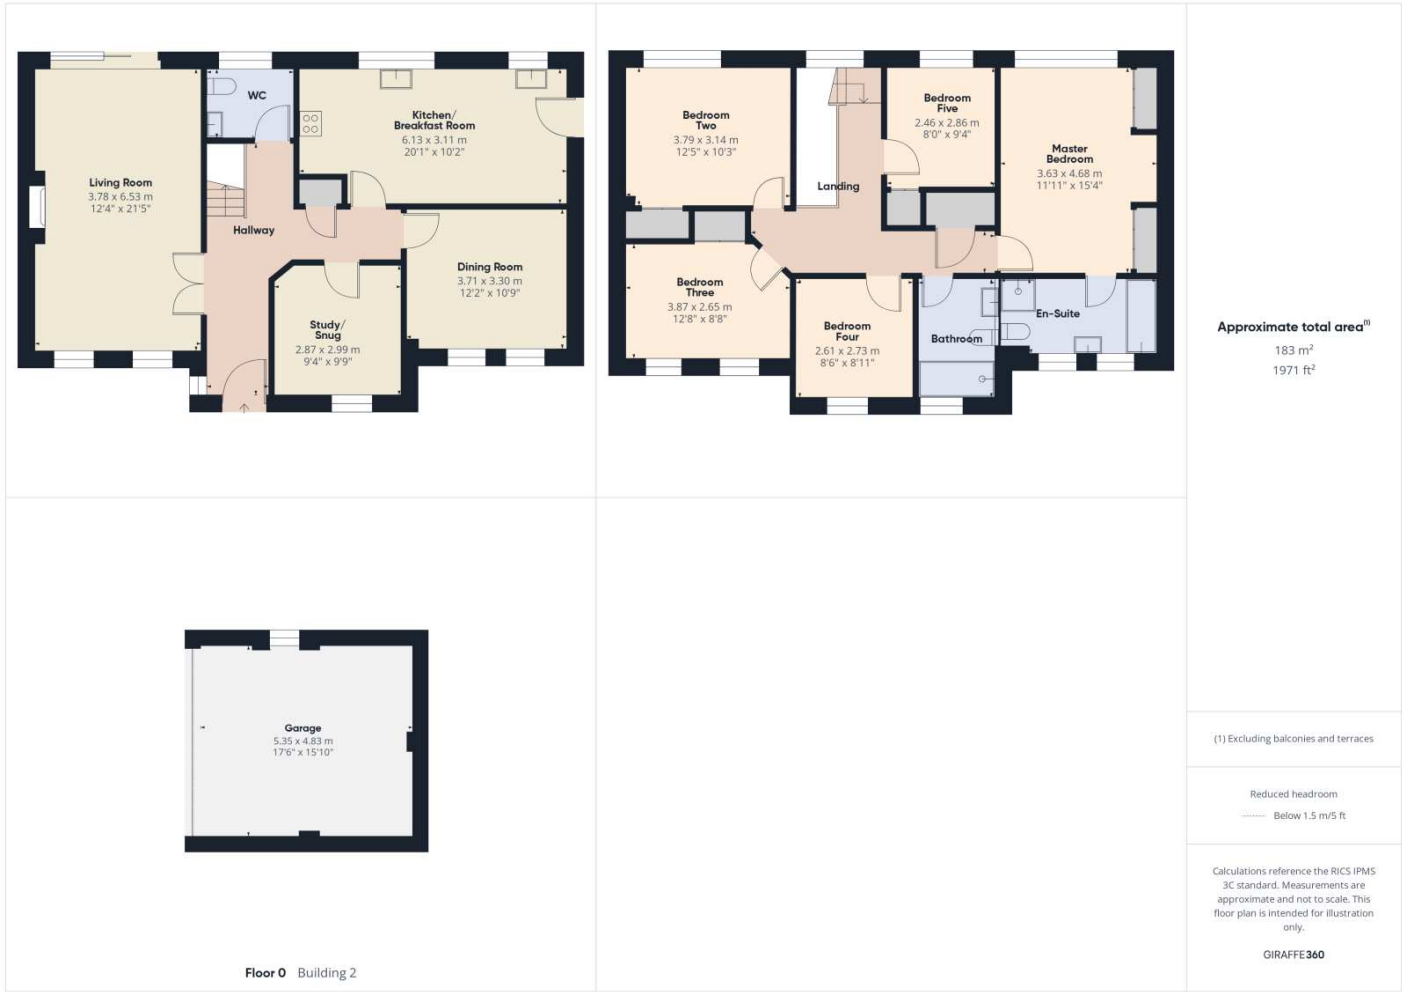 WC
Kitchen/
Breakfast Room
6.13 x 3.11 m
20'1" x 10'2"
Living Room
3.78 x 6.53 m
12'4" x 21'5"
Hallway
Dining Room
3.71 x 3.30 m
12'2" x 10'9"
Study/
Snug
2.87 x 2.99 m
9'4" x 9'9"
Bedroom
Two
3.79 x 3.14 m
12'5" x 10'3"
Landing
Bedroom
Five
2.46 x 2.86 m
8'0" x 9'4"
Master
Bedroom
3.63 x 4.68 m
11'11" x 15'4"
Bedroom
Three
3.87 x 2.65 m
12'8" x 8'8"
Bedroom
Four
2.61 x 2.73 m
8'6" x 8'11"
Bathroom
En-Suite
Approximate total area⁽¹⁾
183 m²
1971 ft²
Garage
5.35 x 4.83 m
17'6" x 15'10"
Floor 0 Building 2
(1) Excluding balconies and terraces
Reduced headroom
Below 1.5 m/5 ft
Calculations reference the RICS IPMS
3C standard. Measurements are
approximate and not to scale. This
floor plan is intended for illustration
only.
GIRAFFE360